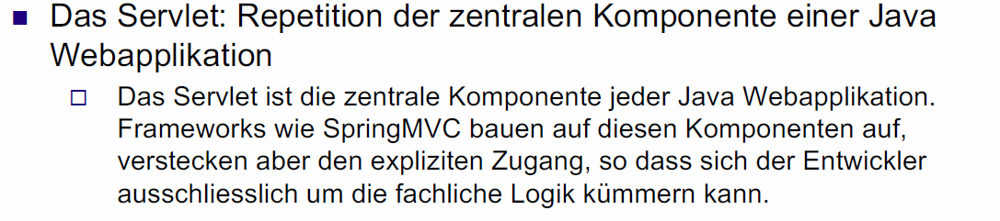 Das Servlet: Repetition der zentralen Komponente einer Java
Webapplikation
Das Servlet ist die zentrale Komponente jeder Java Webapplikation.
Frameworks wie SpringMVC bauen auf diesen Komponenten auf,
verstecken aber den expliziten Zugang, so dass sich der Entwickler
ausschliesslich um die fachliche Logik kümmern kann.